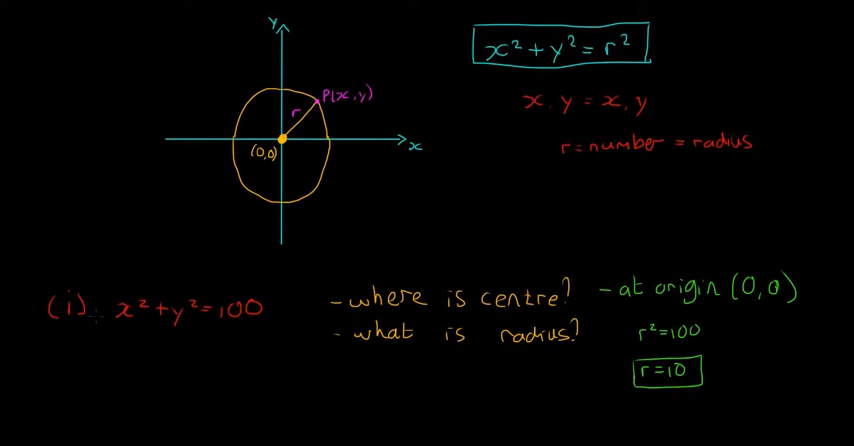 y
x² + y² = r²
P(x, y)
r
x, y = x, y
(0,0)
x
r = number = radius
(i). x² + y² = 100
- where is centre?
- at origin (0, 0)
- what is radius?
r² = 100
r = 10